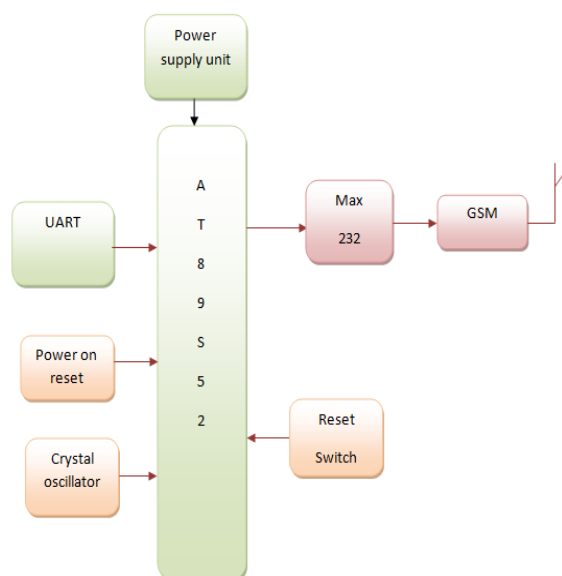 Power
supply unit
A
T
8
9
S
5
2
UART
Max
232
GSM
Power on
reset
Reset
Switch
Crystal
oscillator